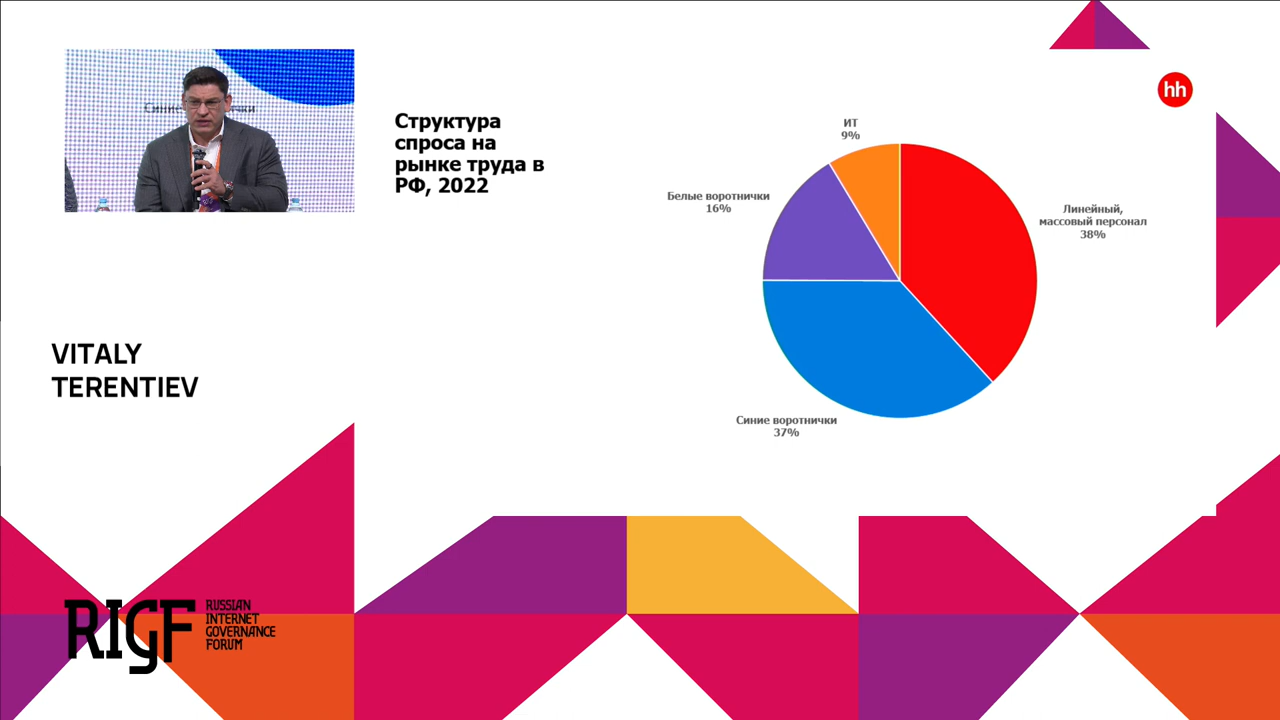 Структура
спроса на
рынке труда в
РФ, 2022
hh
ИТ
9%
Белые воротнички
16%
Линейный,
массовый персонал
38%
Синие воротнички
37%
VITALY
TERENTIEV
RIGF
RUSSIAN
INTERNET
GOVERNANCE
FORUM